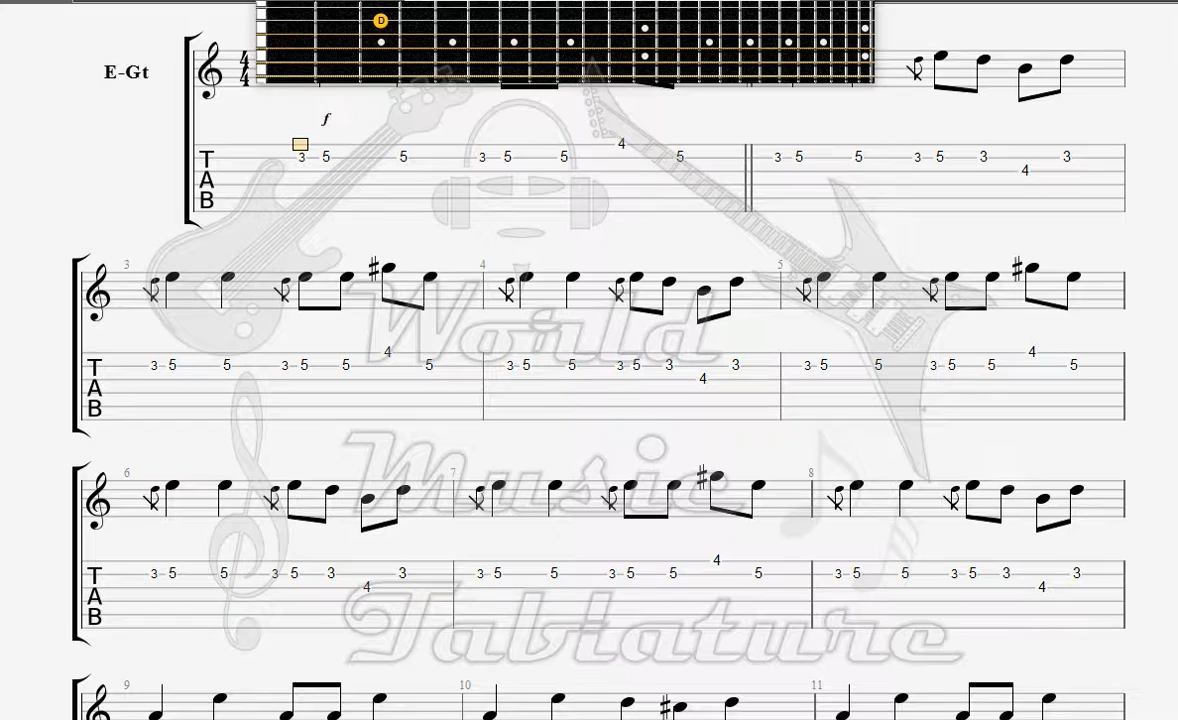 D
E-Gt
4
4
f
4
3 5 5 3 5 5 5 3 5 5 3 5 3 3
4
T
A
B
3 4 5
4 4
3 5 5 3 5 5 5 3 5 5 3 5 3 3 3 5 5 3 5 5 5
4
T
A
B
World
6 7 8
Music
4
3 5 5 3 5 3 3 3 5 5 3 5 5 5 3 5 5 3 5 3 3
4 4
T
A
B
Tablature
9 10 11